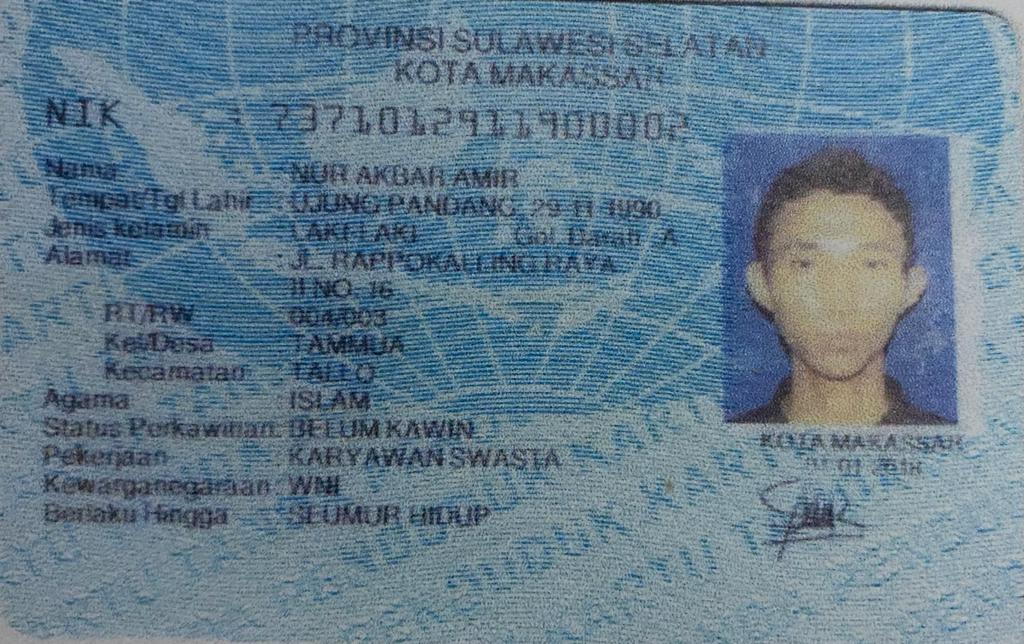 PROVINSI SULAWESI SELATAN
KOTA MAKASSAR
NIK : 7371012911900002
Nama : NUR AKBAR AMIR
Tempat/Tgl Lahir : UJUNG PANDANG, 29-11-1990
Jenis kelamin : LAKI-LAKI Gol. Darah : A
Alamat : JL. RAPPOKALLING RAYA
II NO. 16
RT/RW : 004/003
Kel/Desa : TAMMUA
Kecamatan : TALLO
Agama : ISLAM
Status Perkawinan: BELUM KAWIN
Pekerjaan : KARYAWAN SWASTA
Kewarganegaraan: WNI
Berlaku Hingga : SEUMUR HIDUP
KOTA MAKASSAR